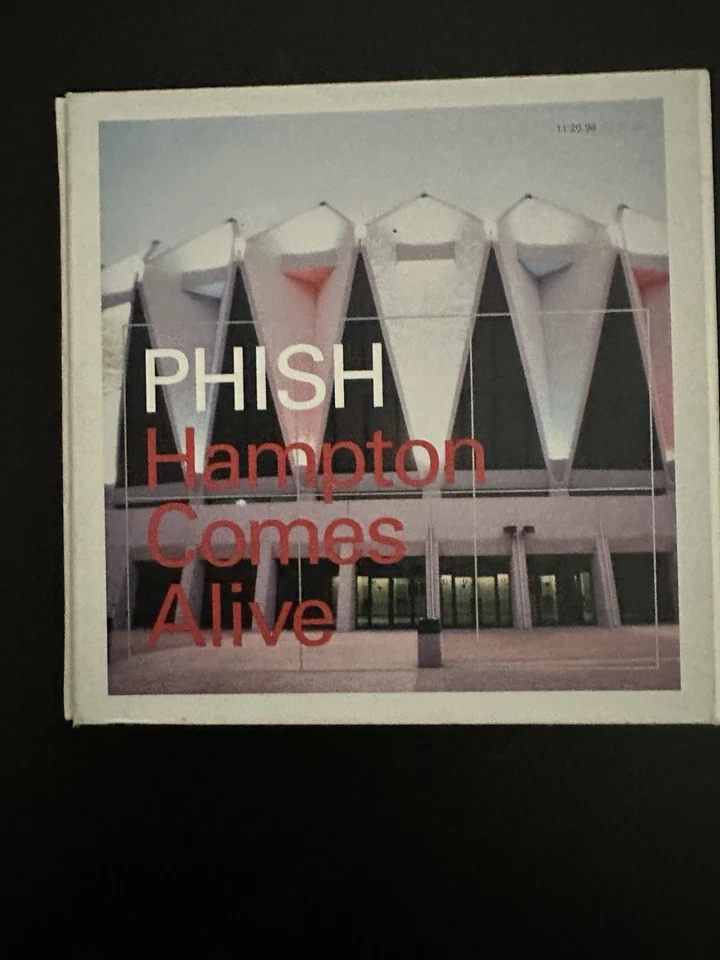 11·20·98
PHISH
Hampton
Comes
Alive